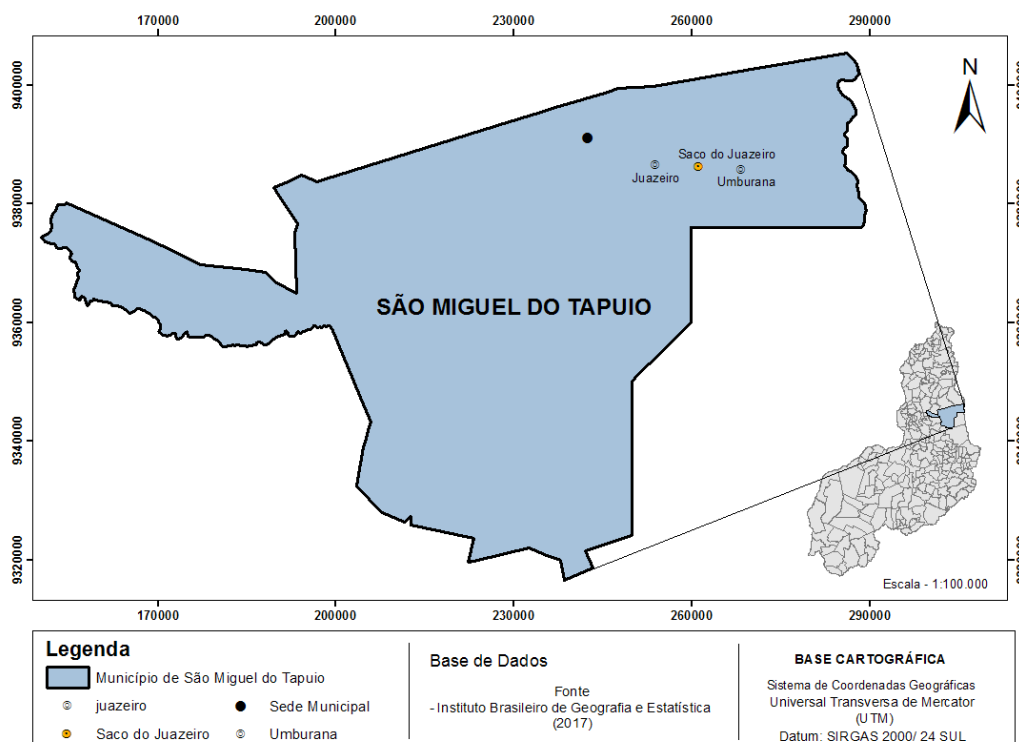 170000
200000
230000
260000
290000
9400000
9380000
9360000
9340000
9320000
N
Saco do Juazeiro
Juazeiro
Umburana
SÃO MIGUEL DO TAPUIO
Escala - 1:100.000
170000
200000
230000
260000
290000
Legenda
Município de São Miguel do Tapuio
juazeiro
Sede Municipal
Saco do Juazeiro
Umburana
Base de Dados
Fonte
- Instituto Brasileiro de Geografia e Estatística
(2017)
BASE CARTOGRÁFICA
Sistema de Coordenadas Geográficas
Universal Transversa de Mercator
(UTM)
Datum: SIRGAS 2000/ 24 SUL